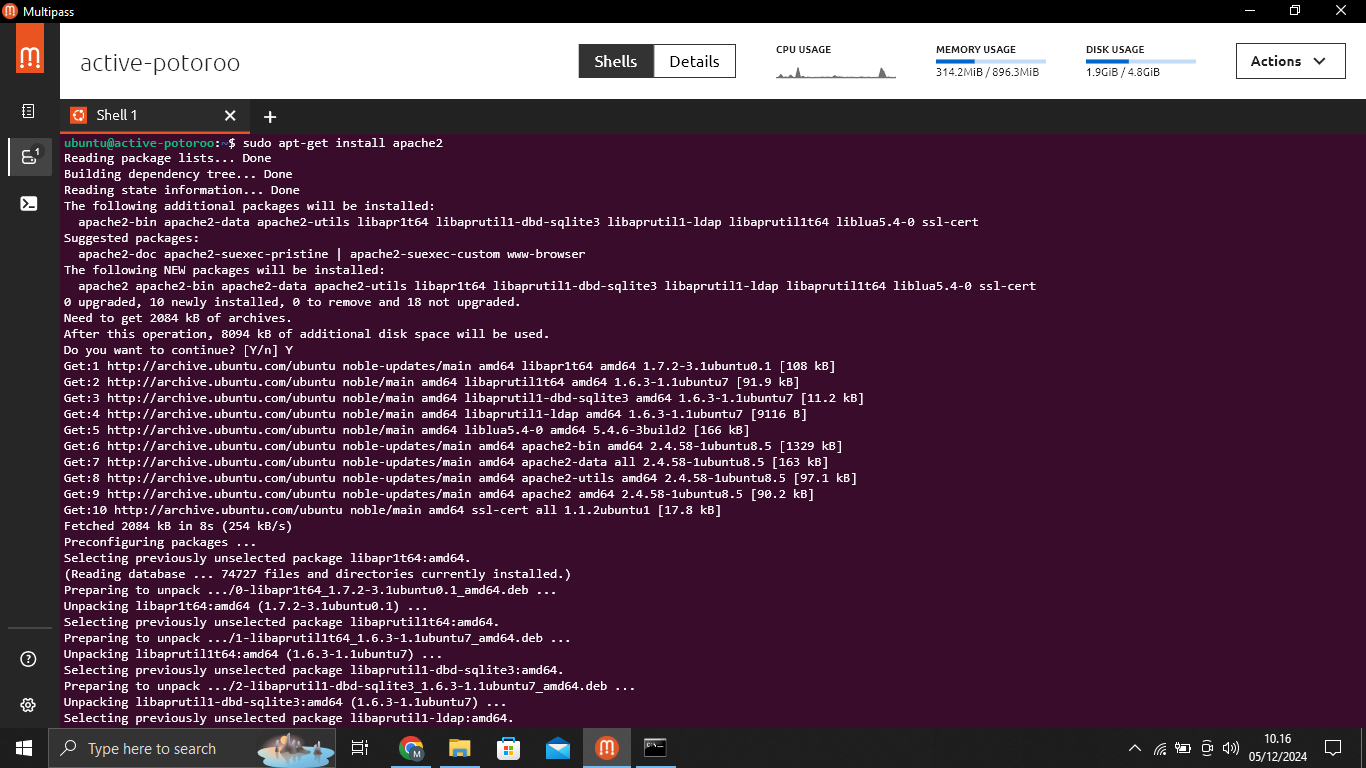 Multipass
active-potoroo
Shells
Details
CPU USAGE
MEMORY USAGE
314.2MiB / 896.3MiB
DISK USAGE
1.9GiB / 4.8GiB
Actions
1
Shell 1
ubuntu@active-potoroo:~$ sudo apt-get install apache2
Reading package lists... Done
Building dependency tree... Done
Reading state information... Done
The following additional packages will be installed:
apache2-bin apache2-data apache2-utils libapr1t64 libaprutil1-dbd-sqlite3 libaprutil1-ldap libaprutil1t64 liblua5.4-0 ssl-cert
Suggested packages:
apache2-doc apache2-suexec-pristine | apache2-suexec-custom www-browser
The following NEW packages will be installed:
apache2 apache2-bin apache2-data apache2-utils libapr1t64 libaprutil1-dbd-sqlite3 libaprutil1-ldap libaprutil1t64 liblua5.4-0 ssl-cert
0 upgraded, 10 newly installed, 0 to remove and 18 not upgraded.
Need to get 2084 kB of archives.
After this operation, 8094 kB of additional disk space will be used.
Do you want to continue? [Y/n] Y
Get:1 http://archive.ubuntu.com/ubuntu noble-updates/main amd64 libapr1t64 amd64 1.7.2-3.1ubuntu0.1 [108 kB]
Get:2 http://archive.ubuntu.com/ubuntu noble/main amd64 libaprutil1t64 amd64 1.6.3-1.1ubuntu7 [91.9 kB]
Get:3 http://archive.ubuntu.com/ubuntu noble/main amd64 libaprutil1-dbd-sqlite3 amd64 1.6.3-1.1ubuntu7 [11.2 kB]
Get:4 http://archive.ubuntu.com/ubuntu noble/main amd64 libaprutil1-ldap amd64 1.6.3-1.1ubuntu7 [9116 B]
Get:5 http://archive.ubuntu.com/ubuntu noble/main amd64 liblua5.4-0 amd64 5.4.6-3build2 [166 kB]
Get:6 http://archive.ubuntu.com/ubuntu noble-updates/main amd64 apache2-bin amd64 2.4.58-1ubuntu8.5 [1329 kB]
Get:7 http://archive.ubuntu.com/ubuntu noble-updates/main amd64 apache2-data all 2.4.58-1ubuntu8.5 [163 kB]
Get:8 http://archive.ubuntu.com/ubuntu noble-updates/main amd64 apache2-utils amd64 2.4.58-1ubuntu8.5 [97.1 kB]
Get:9 http://archive.ubuntu.com/ubuntu noble-updates/main amd64 apache2 amd64 2.4.58-1ubuntu8.5 [90.2 kB]
Get:10 http://archive.ubuntu.com/ubuntu noble/main amd64 ssl-cert all 1.1.2ubuntu1 [17.8 kB]
Fetched 2084 kB in 8s (254 kB/s)
Preconfiguring packages ...
Selecting previously unselected package libapr1t64:amd64.
(Reading database ... 74727 files and directories currently installed.)
Preparing to unpack .../0-libapr1t64_1.7.2-3.1ubuntu0.1_amd64.deb ...
Unpacking libapr1t64:amd64 (1.7.2-3.1ubuntu0.1) ...
Selecting previously unselected package libaprutil1t64:amd64.
Preparing to unpack .../1-libaprutil1t64_1.6.3-1.1ubuntu7_amd64.deb ...
Unpacking libaprutil1t64:amd64 (1.6.3-1.1ubuntu7) ...
Selecting previously unselected package libaprutil1-dbd-sqlite3:amd64.
Preparing to unpack .../2-libaprutil1-dbd-sqlite3_1.6.3-1.1ubuntu7_amd64.deb ...
Unpacking libaprutil1-dbd-sqlite3:amd64 (1.6.3-1.1ubuntu7) ...
Selecting previously unselected package libaprutil1-ldap:amd64.
Type here to search
10.16
05/12/2024